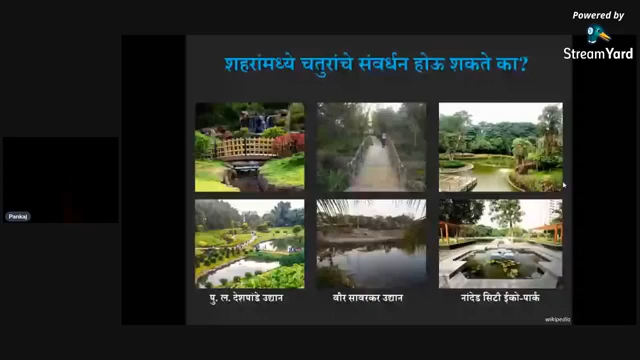 Powered by
StreamYard
शहरांमध्ये चतुरांचे संवर्धन होऊ शकते का?
Pankaj
पु. ल. देशपांडे उद्यान
वीर सावरकर उद्यान
नांदेड सिटी ईको-पार्क
wikipedia